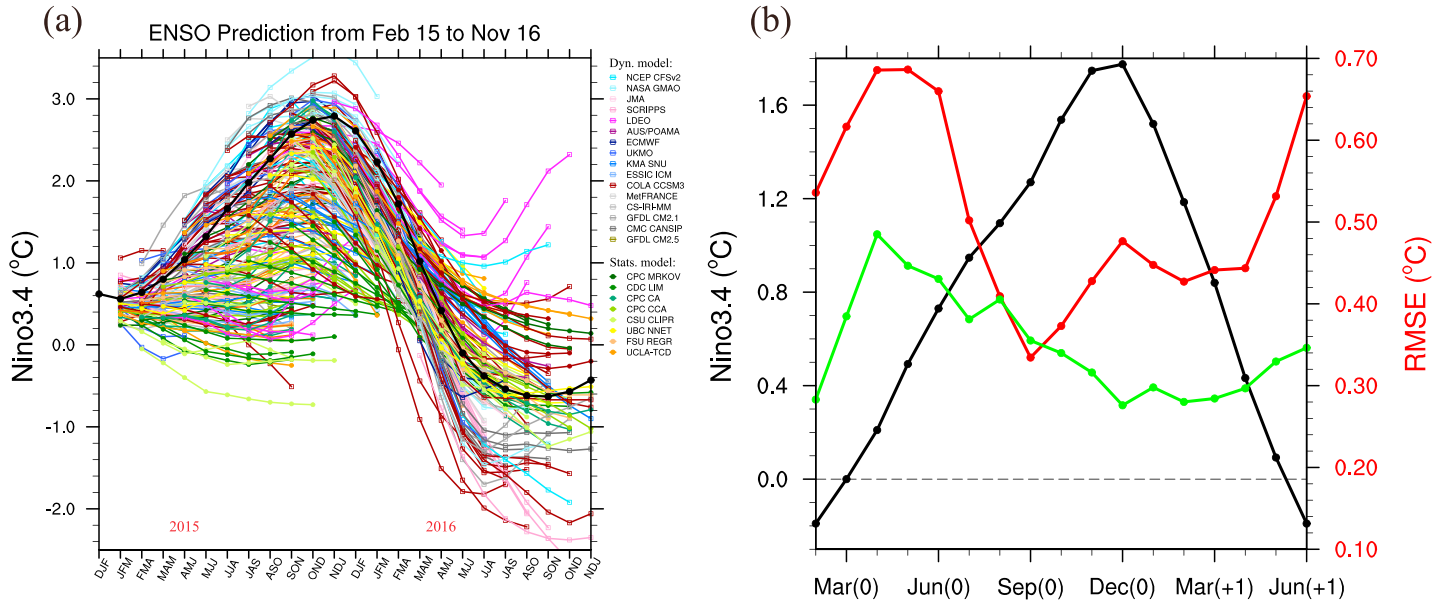 (a)
ENSO Prediction from Feb 15 to Nov 16
Nino3.4 (°C)
3.0
2.0
1.0
0.0
-1.0
-2.0
2015
2016
DJF
JFM
FMA
MAM
AMJ
MJJ
JJA
JAS
ASO
SON
OND
NDJ
DJF
JFM
FMA
MAM
AMJ
MJJ
JJA
JAS
ASO
SON
OND
NDJ
Dyn. model:
NCEP CFSv2
NASA GMAO
JMA
SCRIPPS
LDEO
AUS/POAMA
ECMWF
UKMO
KMA SNU
ESSIC ICM
COLA CCSM3
MetFRANCE
CS-IRI-MM
GFDL CM2.1
CMC CANSIP
GFDL CM2.5
Stats. model:
CPC MRKOV
CDC LIM
CPC CA
CPC CCA
CSU CLIPR
UBC NNET
FSU REGR
UCLA-TCD
(b)
Nino3.4 (°C)
1.6
1.2
0.8
0.4
0.0
0.70
0.60
0.50
0.40
0.30
0.20
0.10
RMSE (°C)
Mar(0)
Jun(0)
Sep(0)
Dec(0)
Mar(+1)
Jun(+1)